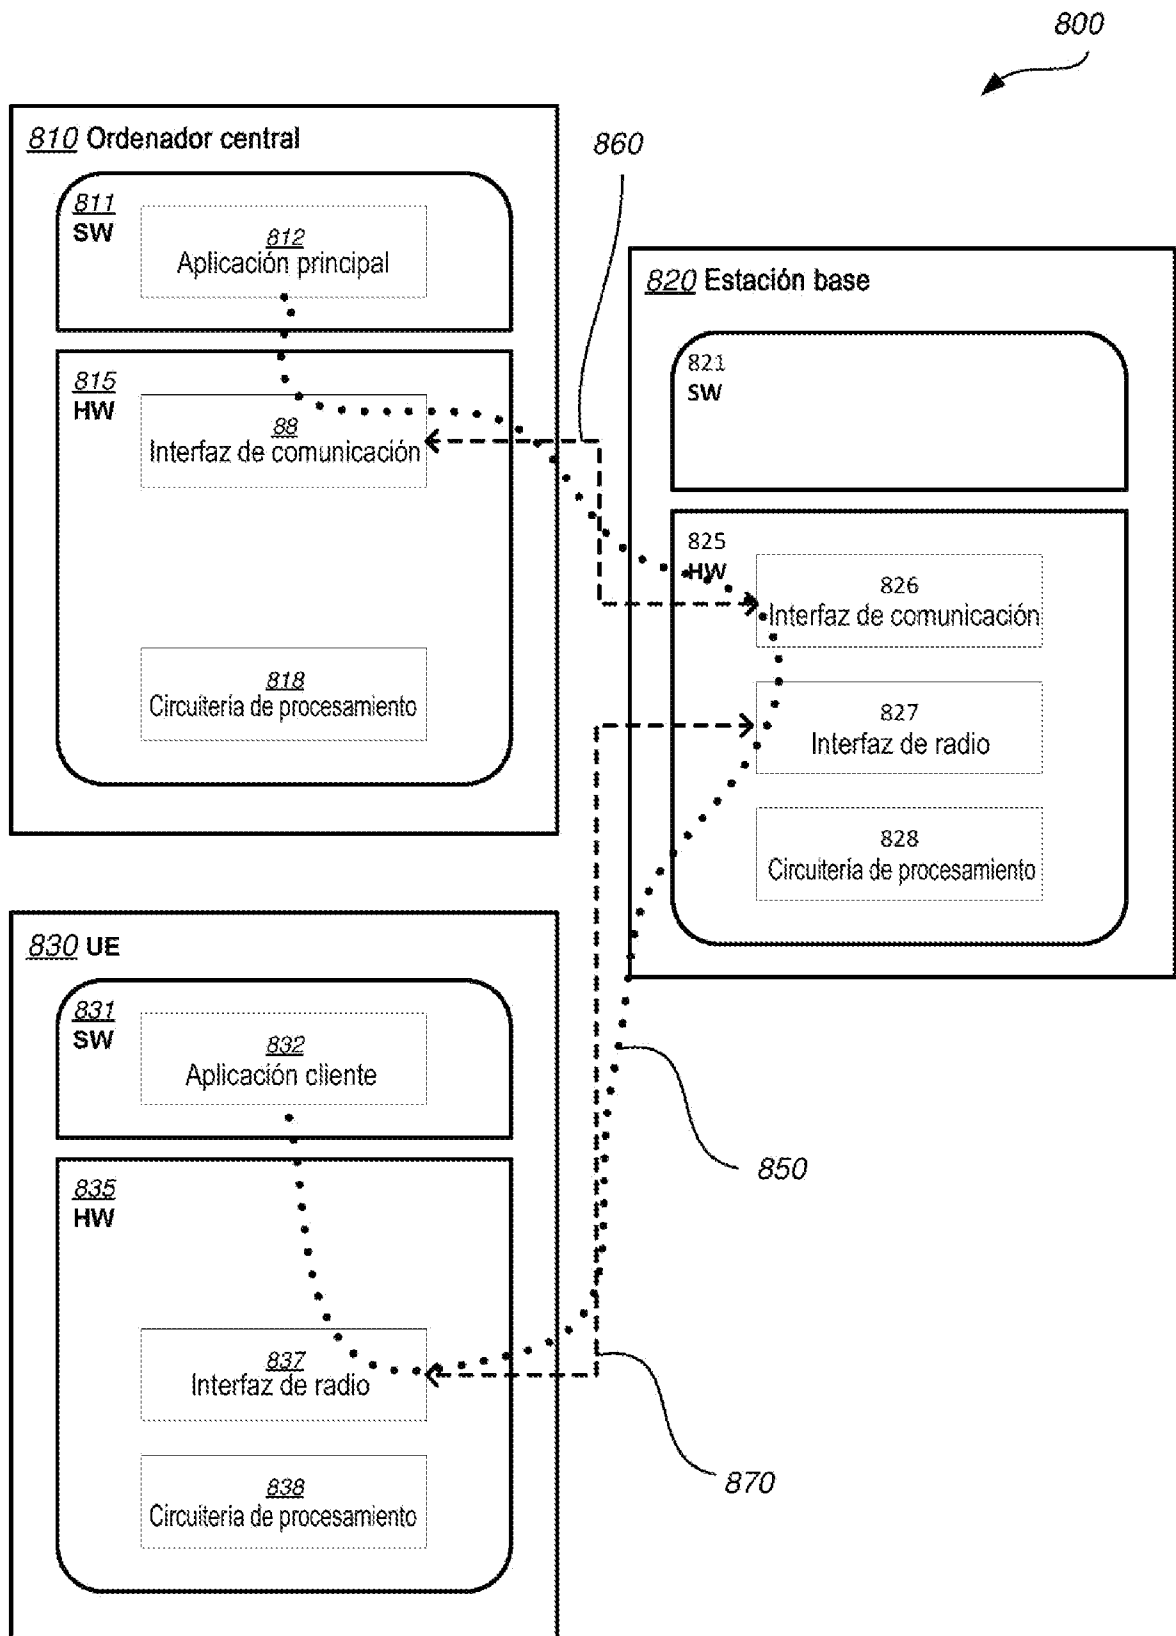 800
810 Ordenador central
860
811
SW
812
Aplicación principal
820 Estación base
815
HW
88
Interfaz de comunicación
821
SW
825
HW
826
Interfaz de comunicación
818
Circuitería de procesamiento
827
Interfaz de radio
828
Circuitería de procesamiento
830 UE
831
SW
832
Aplicación cliente
850
835
HW
837
Interfaz de radio
870
838
Circuitería de procesamiento